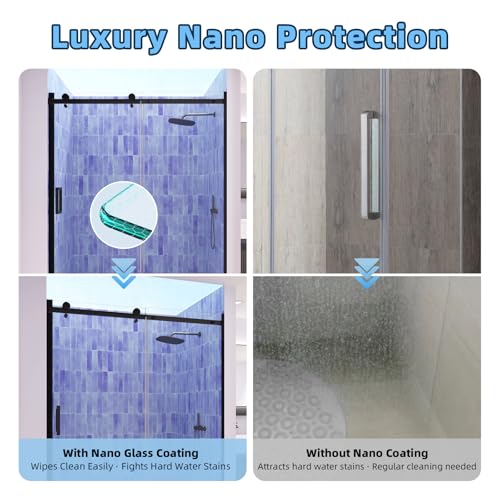 Luxury Nano Protection
With Nano Glass Coating
Wipes Clean Easily · Fights Hard Water Stains
Without Nano Coating
Attracts hard water stains · Regular cleaning needed